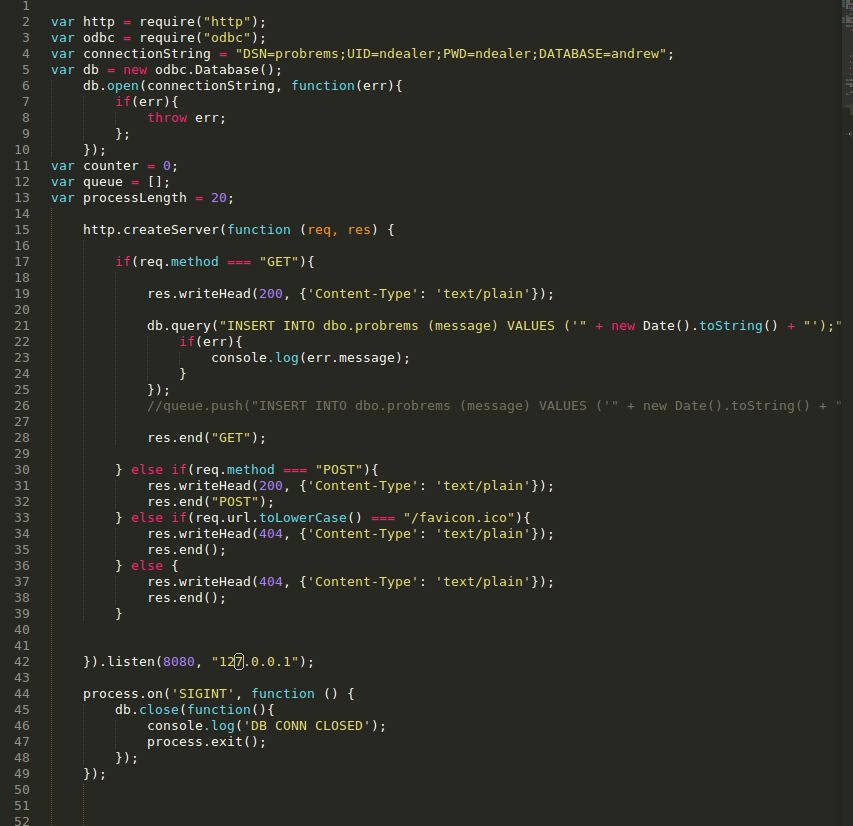 1
2 var http = require("http");
3 var odbc = require("odbc");
4 var connectionString = "DSN=probrems;UID=ndealer;PWD=ndealer;DATABASE=andrew";
5 var db = new odbc.Database();
6     db.open(connectionString, function(err){
7         if(err){
8             throw err;
9         };
10     });
11 var counter = 0;
12 var queue = [];
13 var processLength = 20;
14
15     http.createServer(function (req, res) {
16
17         if(req.method === "GET"){
18
19             res.writeHead(200, {'Content-Type': 'text/plain'});
20
21             db.query("INSERT INTO dbo.probrems (message) VALUES ('" + new Date().toString() + "');"
22                 if(err){
23                     console.log(err.message);
24                 }
25             });
26             //queue.push("INSERT INTO dbo.probrems (message) VALUES ('" + new Date().toString() + "
27
28             res.end("GET");
29
30         } else if(req.method === "POST"){
31             res.writeHead(200, {'Content-Type': 'text/plain'});
32             res.end("POST");
33         } else if(req.url.toLowerCase() === "/favicon.ico"){
34             res.writeHead(404, {'Content-Type': 'text/plain'});
35             res.end();
36         } else {
37             res.writeHead(404, {'Content-Type': 'text/plain'});
38             res.end();
39         }
40
41
42     }).listen(8080, "127.0.0.1");
43
44     process.on('SIGINT', function () {
45         db.close(function(){
46             console.log('DB CONN CLOSED');
47             process.exit();
48         });
49     });
50
51
52